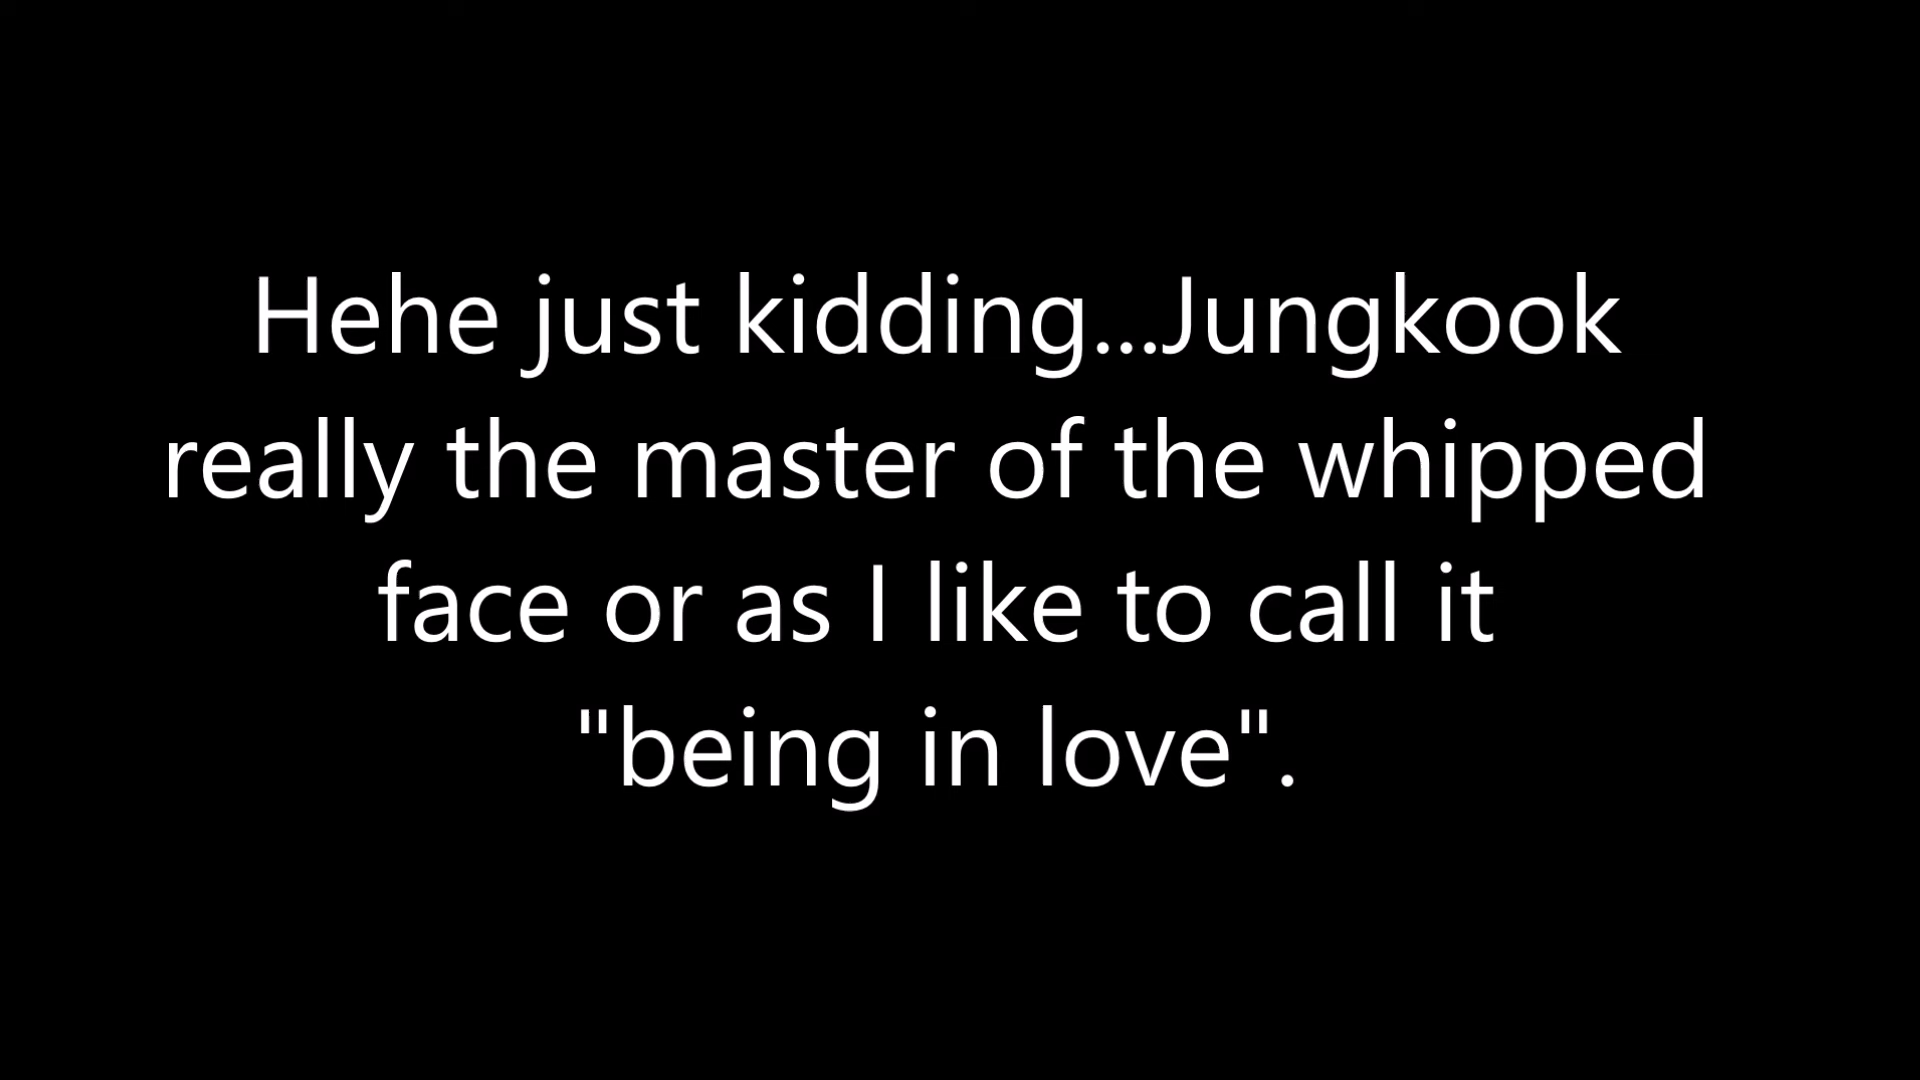 Hehe just kidding...Jungkook
really the master of the whipped
face or as I like to call it
"being in love".